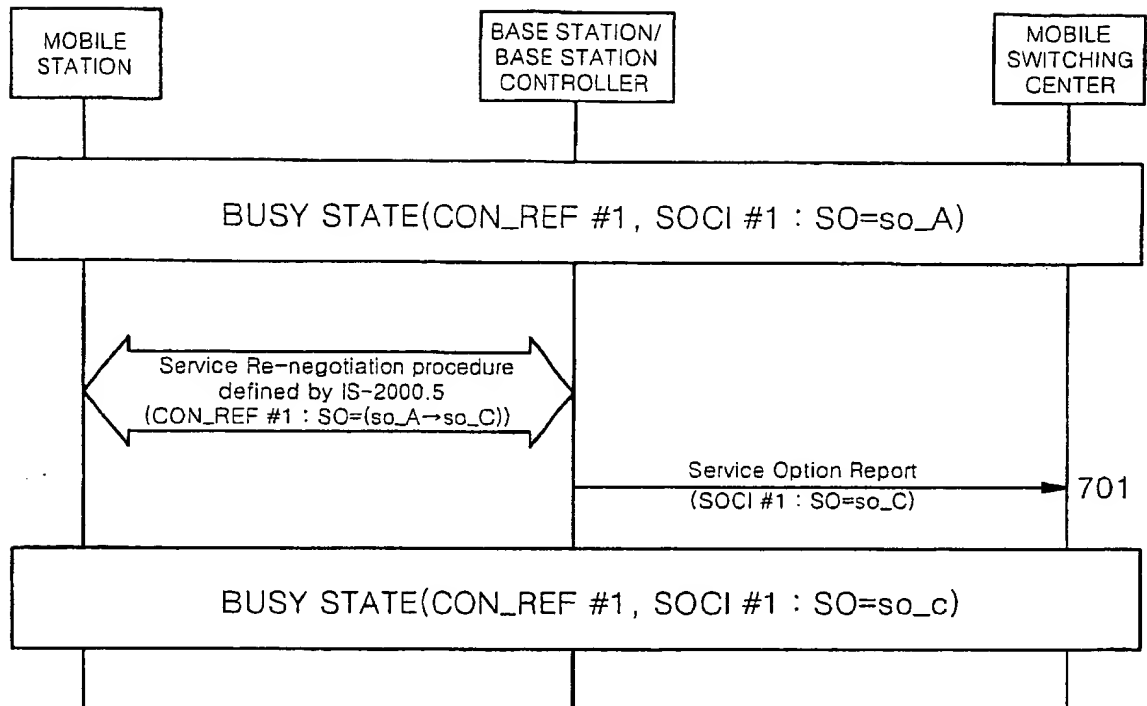 MOBILE
STATION
BASE STATION/
BASE STATION
CONTROLLER
MOBILE
SWITCHING
CENTER
BUSY STATE(CON_REF #1, SOCI #1 : SO=so_A)
Service Re-negotiation procedure
defined by IS-2000.5
(CON_REF #1 : SO=(so_A→so_C))
Service Option Report
(SOCI #1 : SO=so_C)
701
BUSY STATE(CON_REF #1, SOCI #1 : SO=so_c)